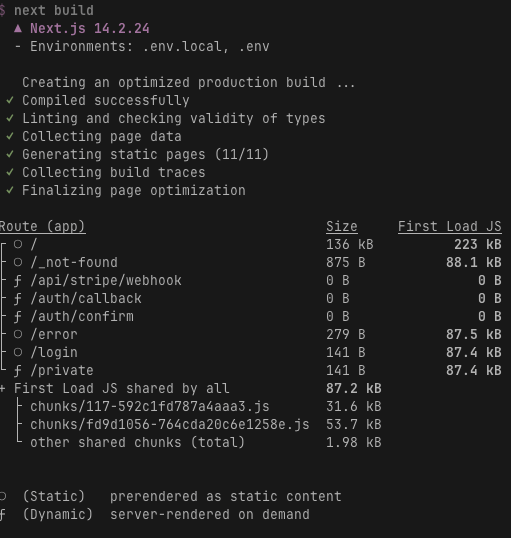 $ next build
▲ Next.js 14.2.24
- Environments: .env.local, .env
Creating an optimized production build ...
✓ Compiled successfully
✓ Linting and checking validity of types
✓ Collecting page data
✓ Generating static pages (11/11)
✓ Collecting build traces
✓ Finalizing page optimization
Route (app) Size First Load JS
┌ ○ / 136 kB 223 kB
├ ○ /_not-found 875 B 88.1 kB
├ ƒ /api/stripe/webhook 0 B 0 B
├ ƒ /auth/callback 0 B 0 B
├ ƒ /auth/confirm 0 B 0 B
├ ○ /error 279 B 87.5 kB
├ ○ /login 141 B 87.4 kB
└ ƒ /private 141 B 87.4 kB
+ First Load JS shared by all 87.2 kB
├ chunks/117-592c1fd787a4aaa3.js 31.6 kB
├ chunks/fd9d1056-764cda20c6e1258e.js 53.7 kB
└ other shared chunks (total) 1.98 kB
○ (Static) prerendered as static content
ƒ (Dynamic) server-rendered on demand